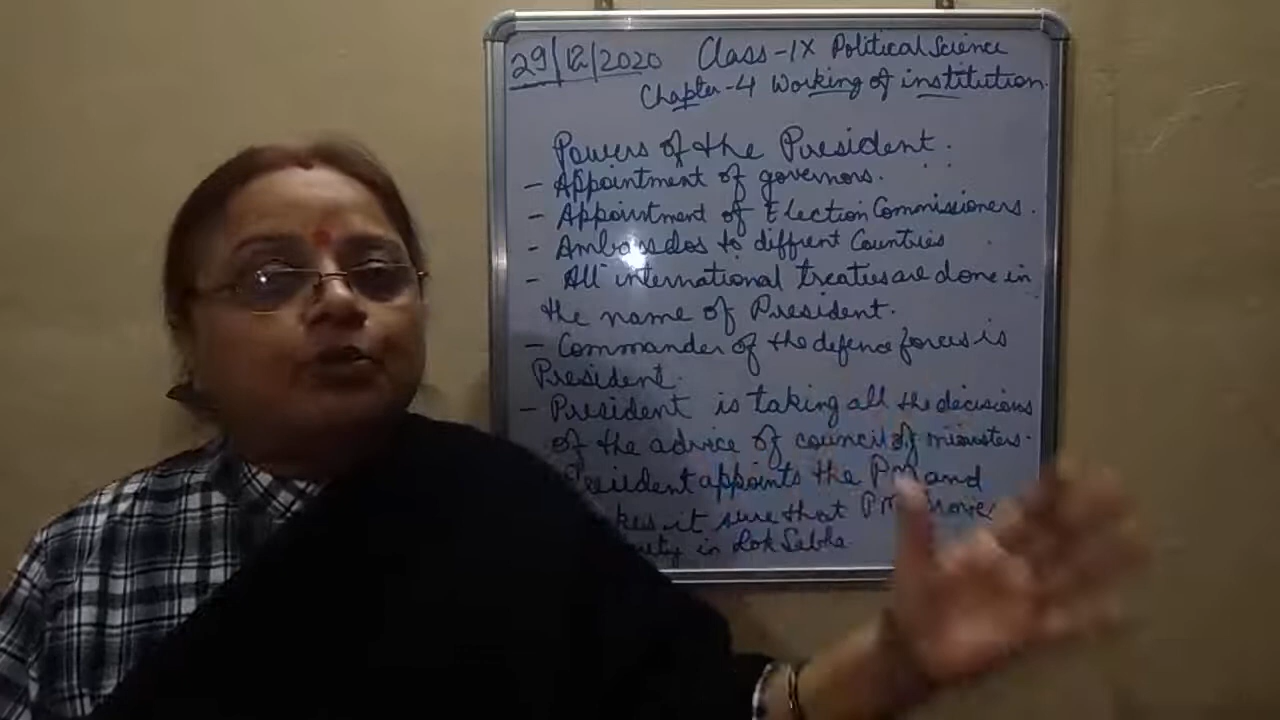 29/12/2020 Class-IX Political Science
Chapter-4 Working of institution.
Powers of the President.
- Appointment of governors.
- Appointment of Election Commissioners.
- Ambassados to diffrent Countries
- All international treaties are done in
the name of President.
- Commander of the defence forces is
President.
- President is taking all the decisions
of the advice of council of ministers.
President appoints the PM and
it sure that PM
in Lok Sabha